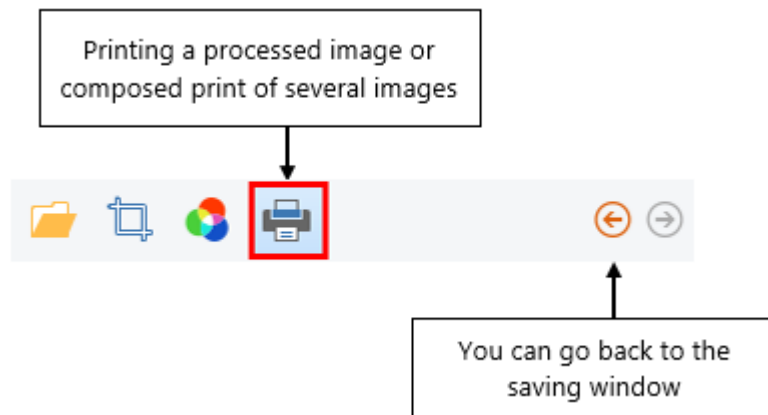 Printing a processed image or
composed print of several images
You can go back to the
saving window